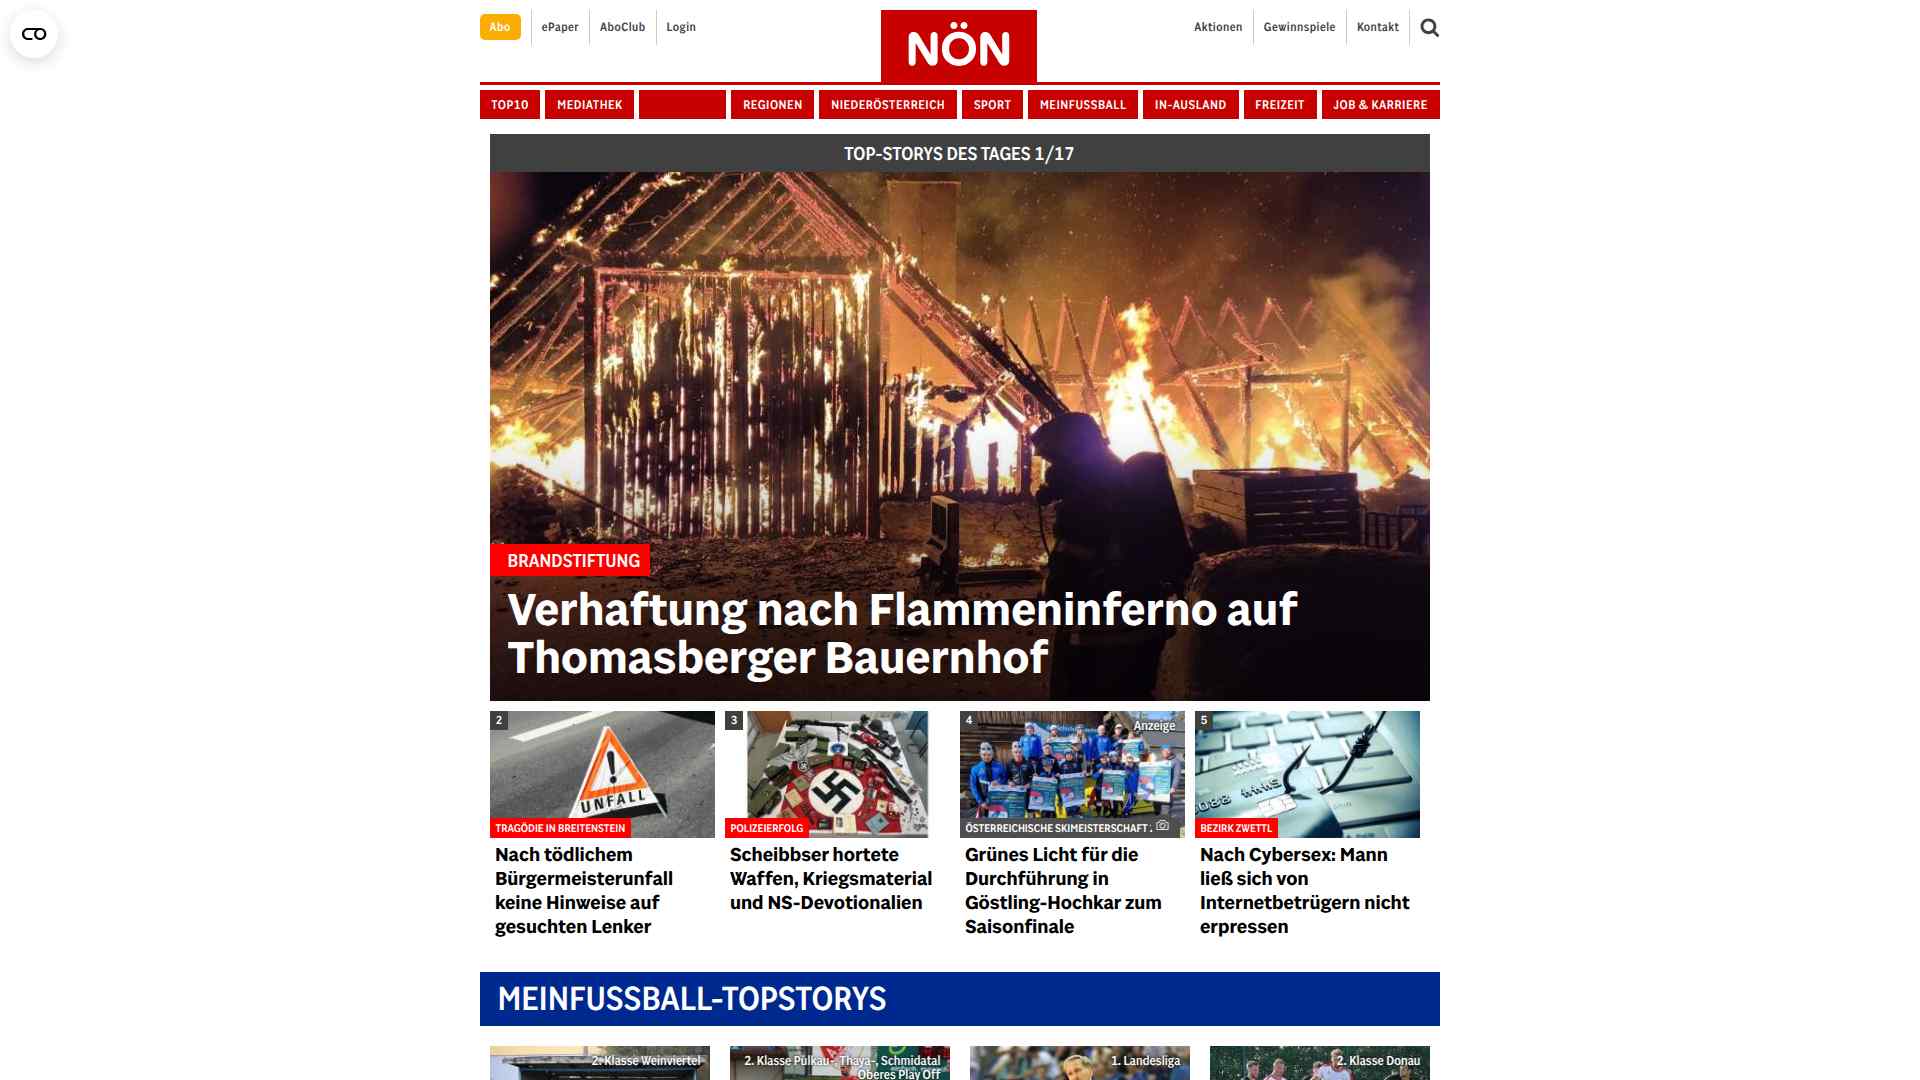 Abo
ePaper
AboClub
Login
NÖN
Aktionen
Gewinnspiele
Kontakt
TOP10
MEDIATHEK
REGIONEN
NIEDERÖSTERREICH
SPORT
MEINFUSSBALL
IN-AUSLAND
FREIZEIT
JOB & KARRIERE
TOP-STORYS DES TAGES 1/17
BRANDSTIFTUNG
Verhaftung nach Flammeninferno auf
Thomasberger Bauernhof
2
UNFALL
TRAGÖDIE IN BREITENSTEIN
Nach tödlichem
Bürgermeisterunfall
keine Hinweise auf
gesuchten Lenker
3
POLIZEIERFOLG
Scheibbser hortete
Waffen, Kriegsmaterial
und NS-Devotionalien
4
Anzeige
ÖSTERREICHISCHE SKIMEISTERSCHAFT
Grünes Licht für die
Durchführung in
Göstling-Hochkar zum
Saisonfinale
5
BEZIRK ZWETTL
Nach Cybersex: Mann
ließ sich von
Internetbetrügern nicht
erpressen
MEINFUSSBALL-TOPSTORYS
2. Klasse Weinviertel
2. Klasse Pulkau-, Thaya-, Schmidatal
Oberes Play Off
1. Landesliga
2. Klasse Donau